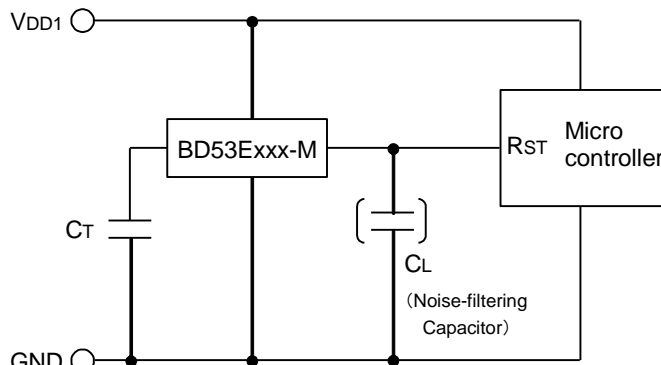 VDD1
BD53Exxx-M
RST
Micro
controller
CT
CL
（Noise-filtering
Capacitor）
GND